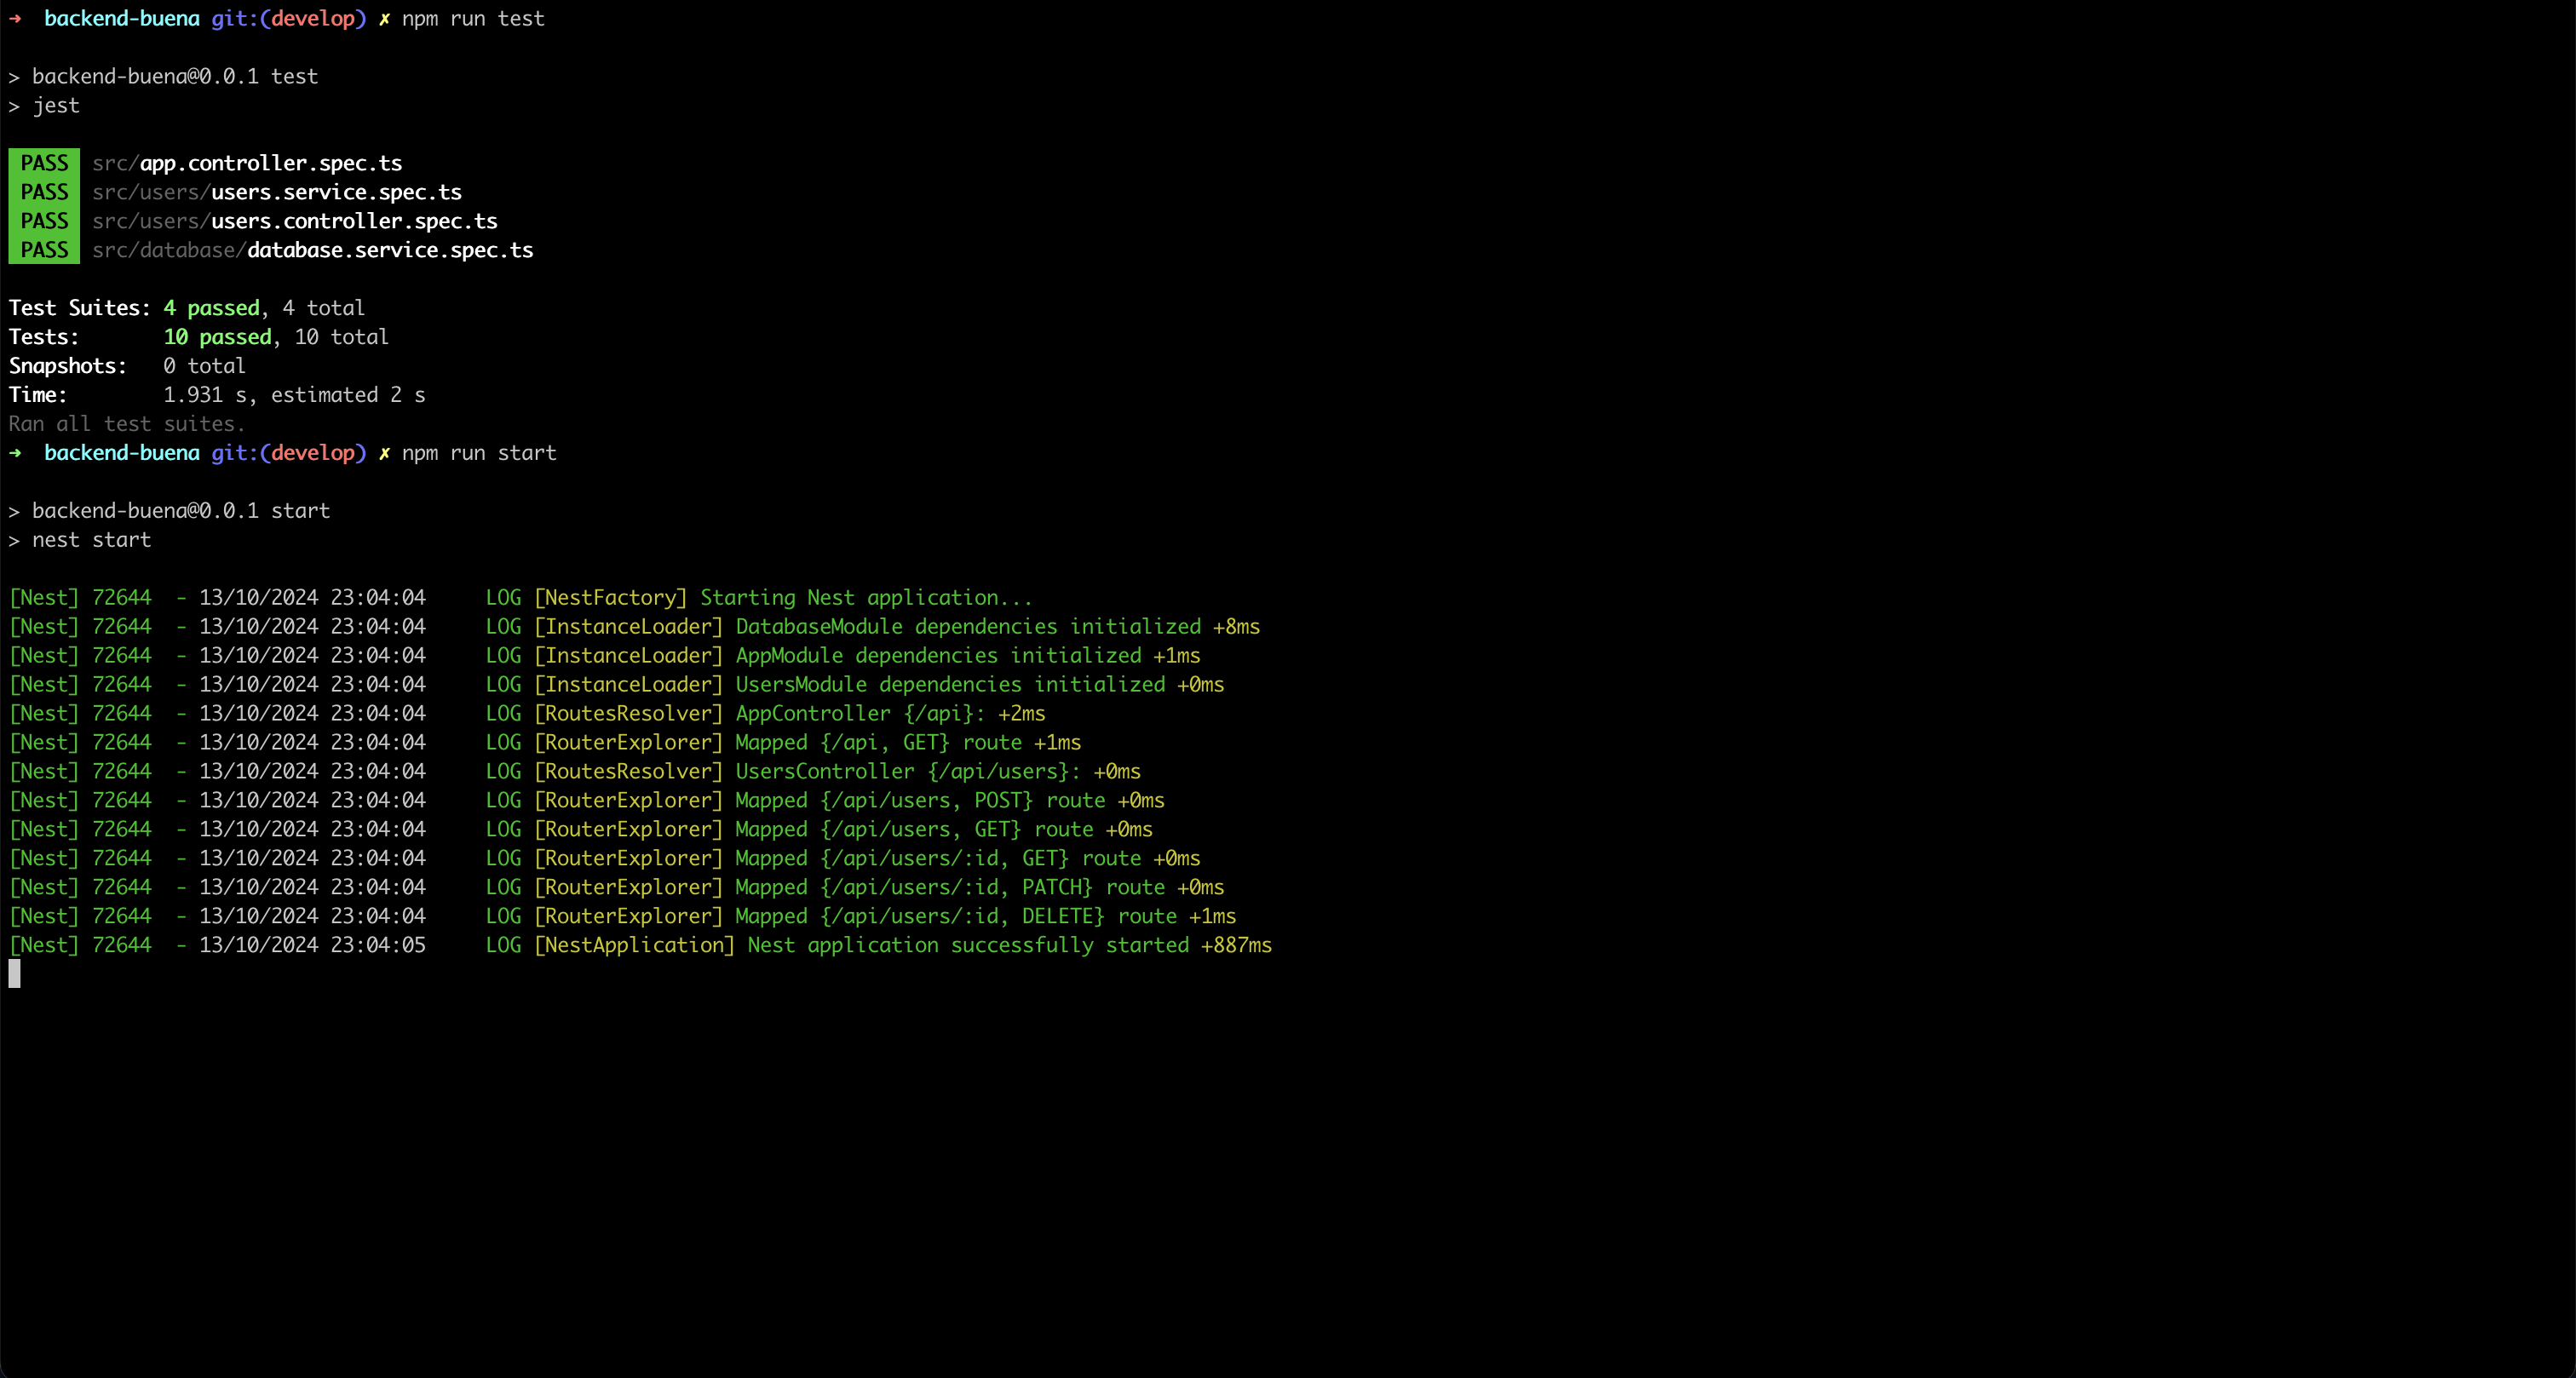 ➜  backend-buena git:(develop) ✗ npm run test
> backend-buena@0.0.1 test
> jest
PASS src/app.controller.spec.ts
PASS src/users/users.service.spec.ts
PASS src/users/users.controller.spec.ts
PASS src/database/database.service.spec.ts
Test Suites: 4 passed, 4 total
Tests:       10 passed, 10 total
Snapshots:   0 total
Time:        1.931 s, estimated 2 s
Ran all test suites.
➜  backend-buena git:(develop) ✗ npm run start
> backend-buena@0.0.1 start
> nest start
[Nest] 72644  - 13/10/2024 23:04:04     LOG [NestFactory] Starting Nest application...
[Nest] 72644  - 13/10/2024 23:04:04     LOG [InstanceLoader] DatabaseModule dependencies initialized +8ms
[Nest] 72644  - 13/10/2024 23:04:04     LOG [InstanceLoader] AppModule dependencies initialized +1ms
[Nest] 72644  - 13/10/2024 23:04:04     LOG [InstanceLoader] UsersModule dependencies initialized +0ms
[Nest] 72644  - 13/10/2024 23:04:04     LOG [RoutesResolver] AppController {/api}: +2ms
[Nest] 72644  - 13/10/2024 23:04:04     LOG [RouterExplorer] Mapped {/api, GET} route +1ms
[Nest] 72644  - 13/10/2024 23:04:04     LOG [RoutesResolver] UsersController {/api/users}: +0ms
[Nest] 72644  - 13/10/2024 23:04:04     LOG [RouterExplorer] Mapped {/api/users, POST} route +0ms
[Nest] 72644  - 13/10/2024 23:04:04     LOG [RouterExplorer] Mapped {/api/users, GET} route +0ms
[Nest] 72644  - 13/10/2024 23:04:04     LOG [RouterExplorer] Mapped {/api/users/:id, GET} route +0ms
[Nest] 72644  - 13/10/2024 23:04:04     LOG [RouterExplorer] Mapped {/api/users/:id, PATCH} route +0ms
[Nest] 72644  - 13/10/2024 23:04:04     LOG [RouterExplorer] Mapped {/api/users/:id, DELETE} route +1ms
[Nest] 72644  - 13/10/2024 23:04:05     LOG [NestApplication] Nest application successfully started +887ms